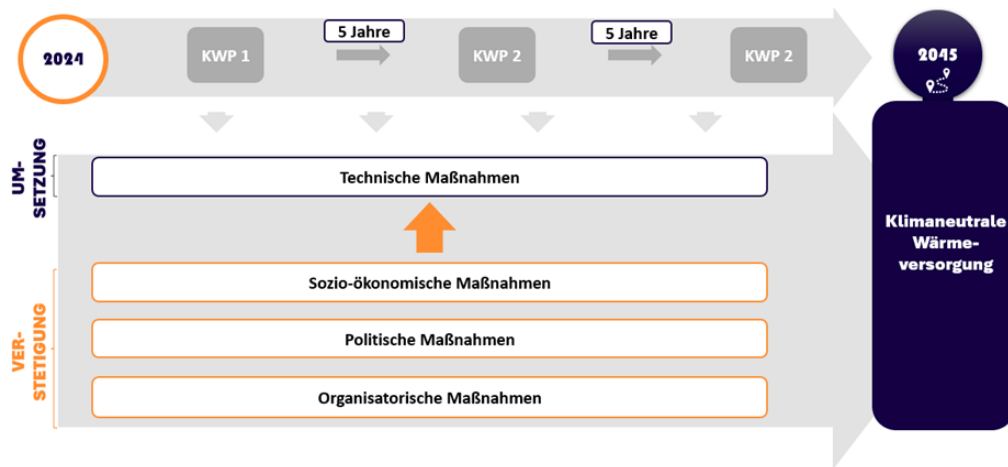 2024
KWP 1
5 Jahre
KWP 2
5 Jahre
KWP 2
2045
UM-
SETZUNG
Technische Maßnahmen
Klimaneutrale
Wärme-
versorgung
VER-
STETIGUNG
Sozio-ökonomische Maßnahmen
Politische Maßnahmen
Organisatorische Maßnahmen